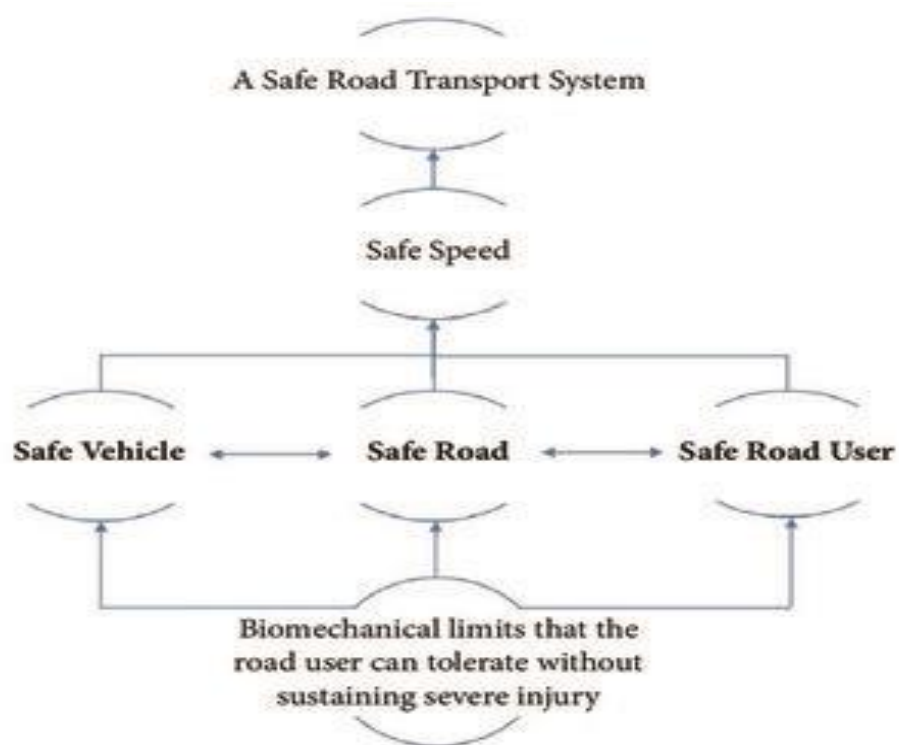 A Safe Road Transport System
Safe Speed
Safe Vehicle
Safe Road
Safe Road User
Biomechanical limits that the
road user can tolerate without
sustaining severe injury